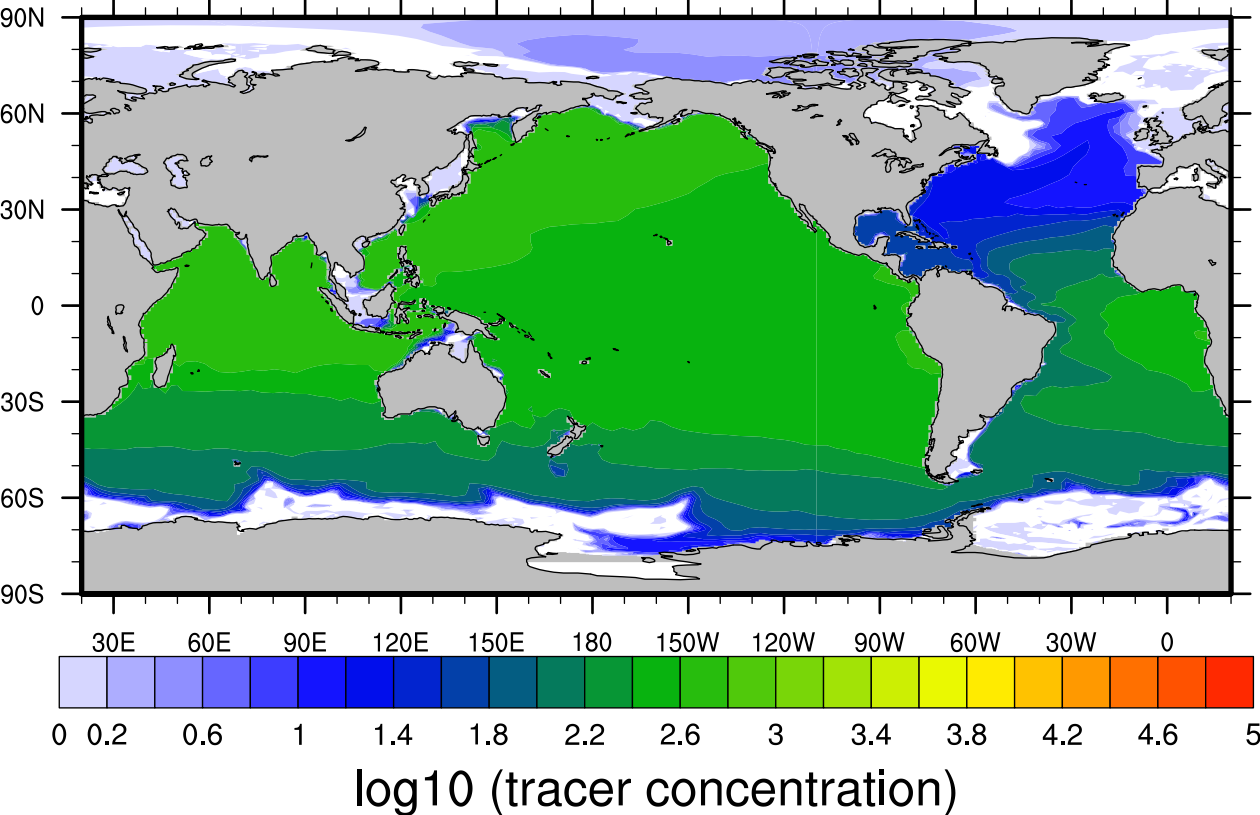 90N
60N
30N
0
30S
60S
90S
30E 60E 90E 120E 150E 180 150W 120W 90W 60W 30W 0
0 0.2 0.6 1 1.4 1.8 2.2 2.6 3 3.4 3.8 4.2 4.6 5
log10 (tracer concentration)